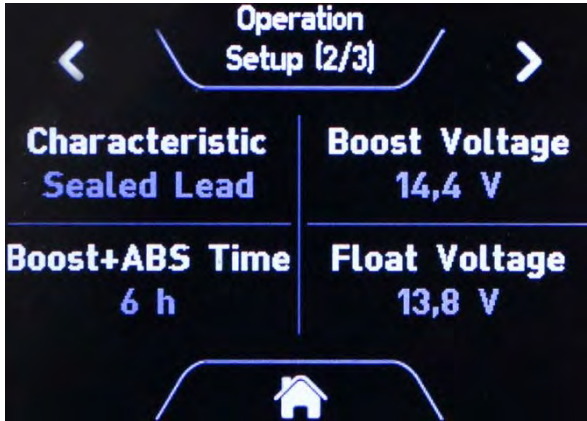 Operation
Setup (2/3)
Characteristic
Sealed Lead
Boost Voltage
14,4 V
Boost+ABS Time
6 h
Float Voltage
13,8 V